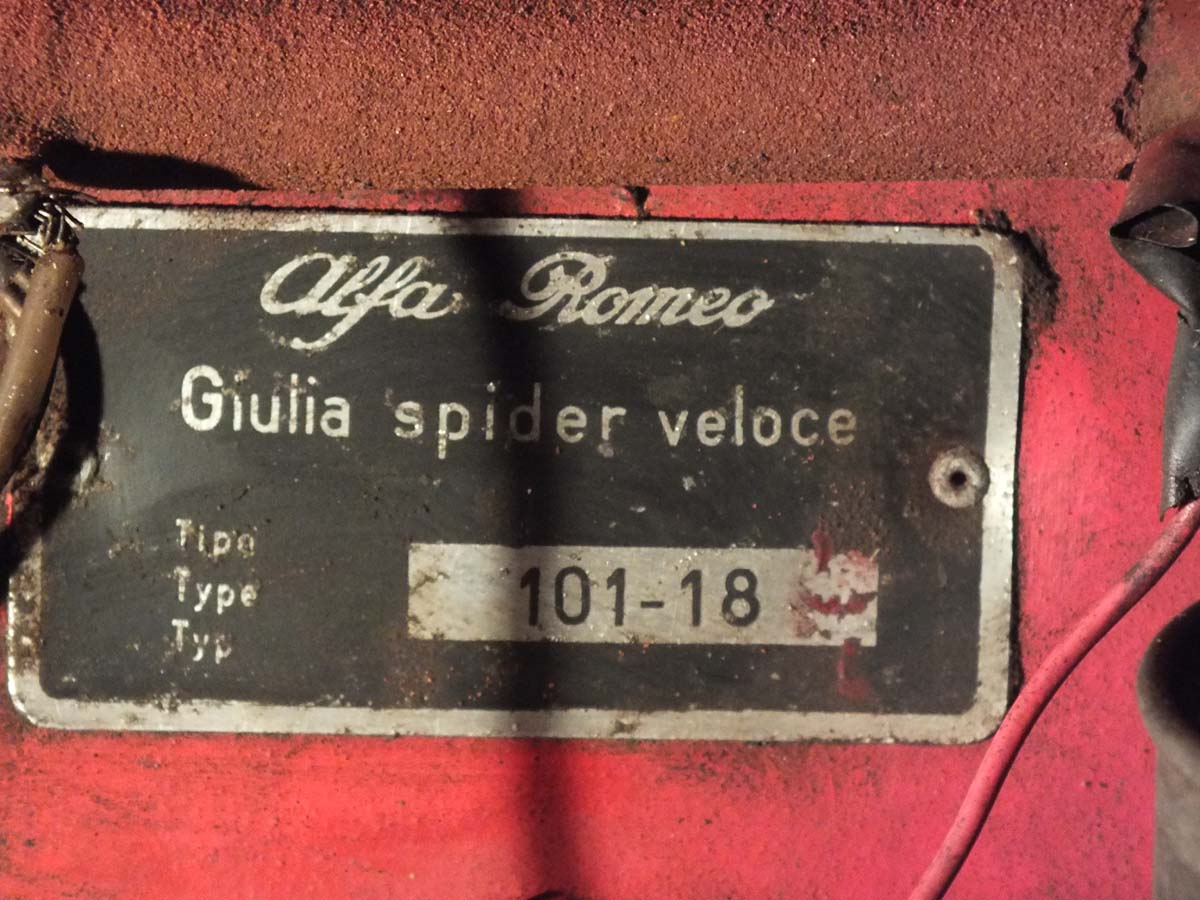 Alfa Romeo
Giulia spider veloce
Tipo
Type
Typ
101-18